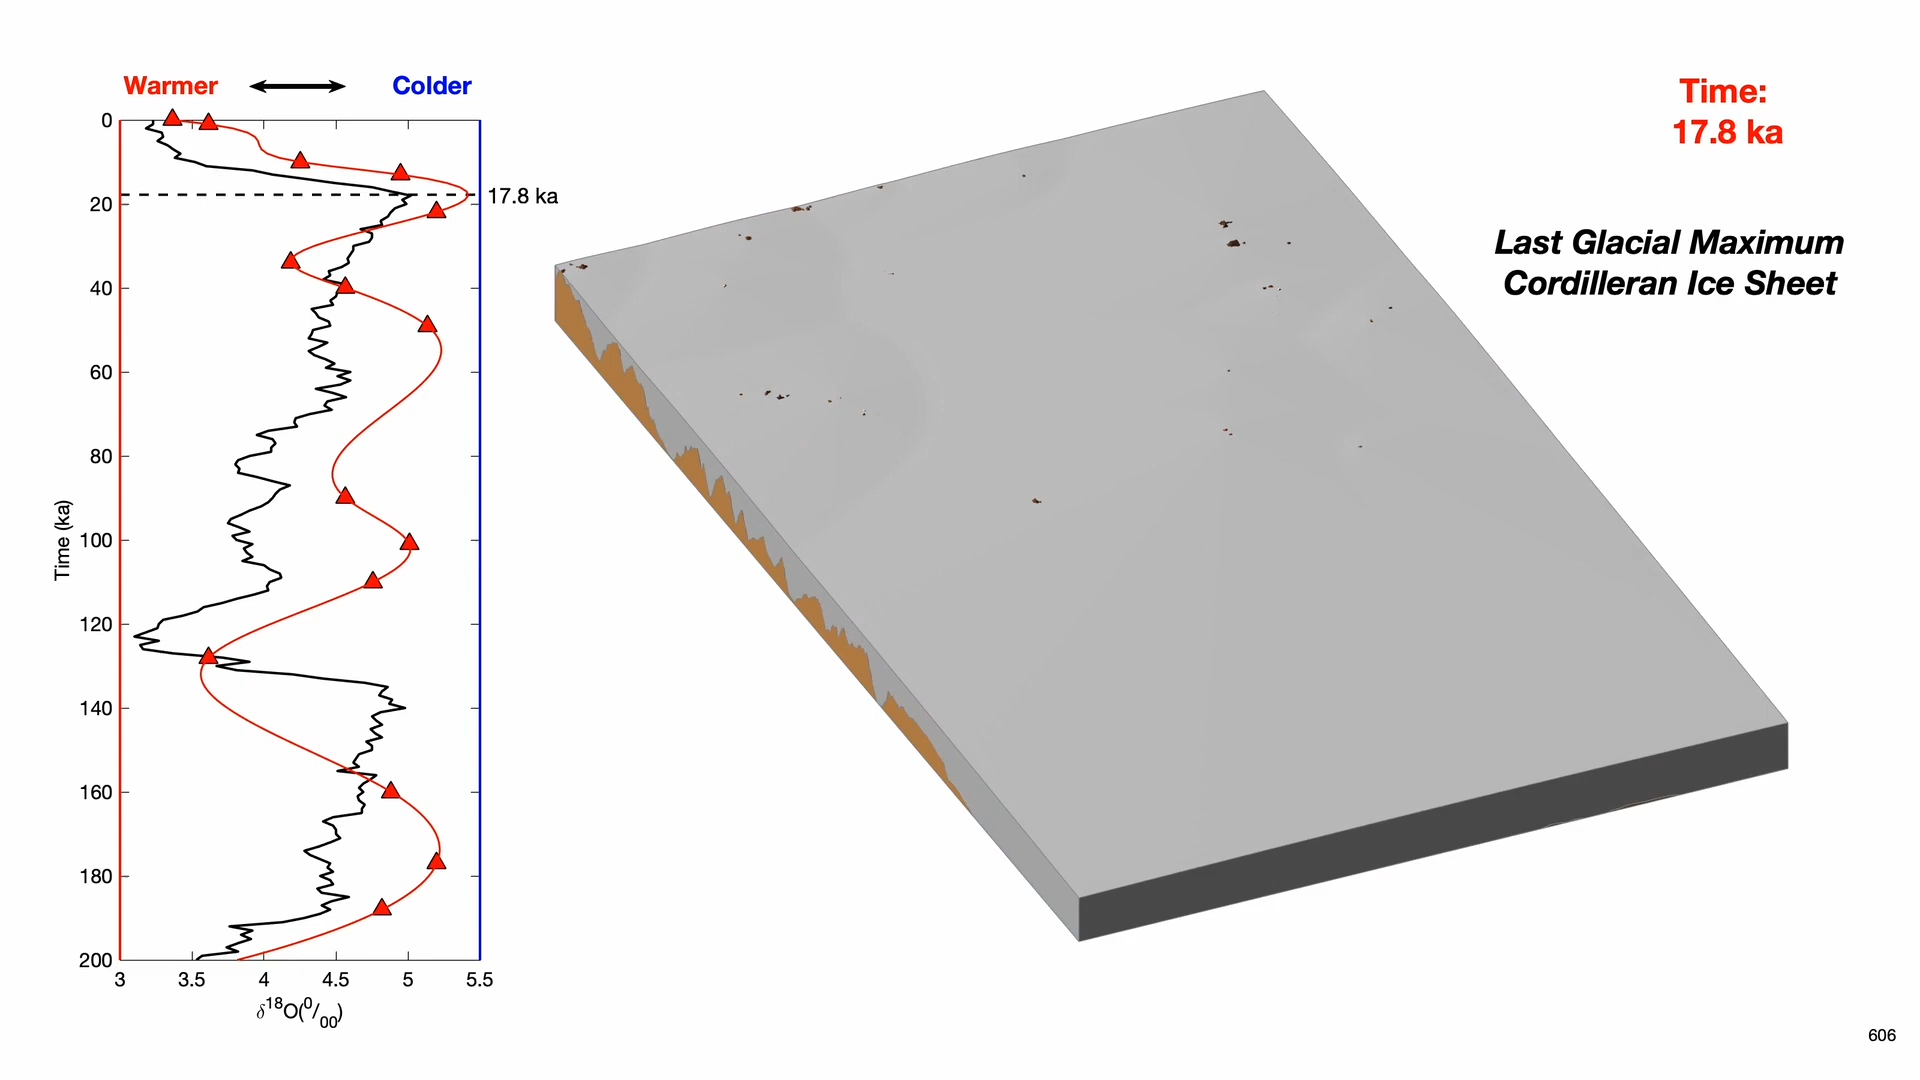 Warmer
Colder
Time:
17.8 ka
0
17.8 ka
20
Last Glacial Maximum
Cordilleran Ice Sheet
40
60
80
100
Time (ka)
120
140
160
180
200
3 3.5 4 4.5 5 5.5
δ¹⁸O(⁰/₀₀)
606